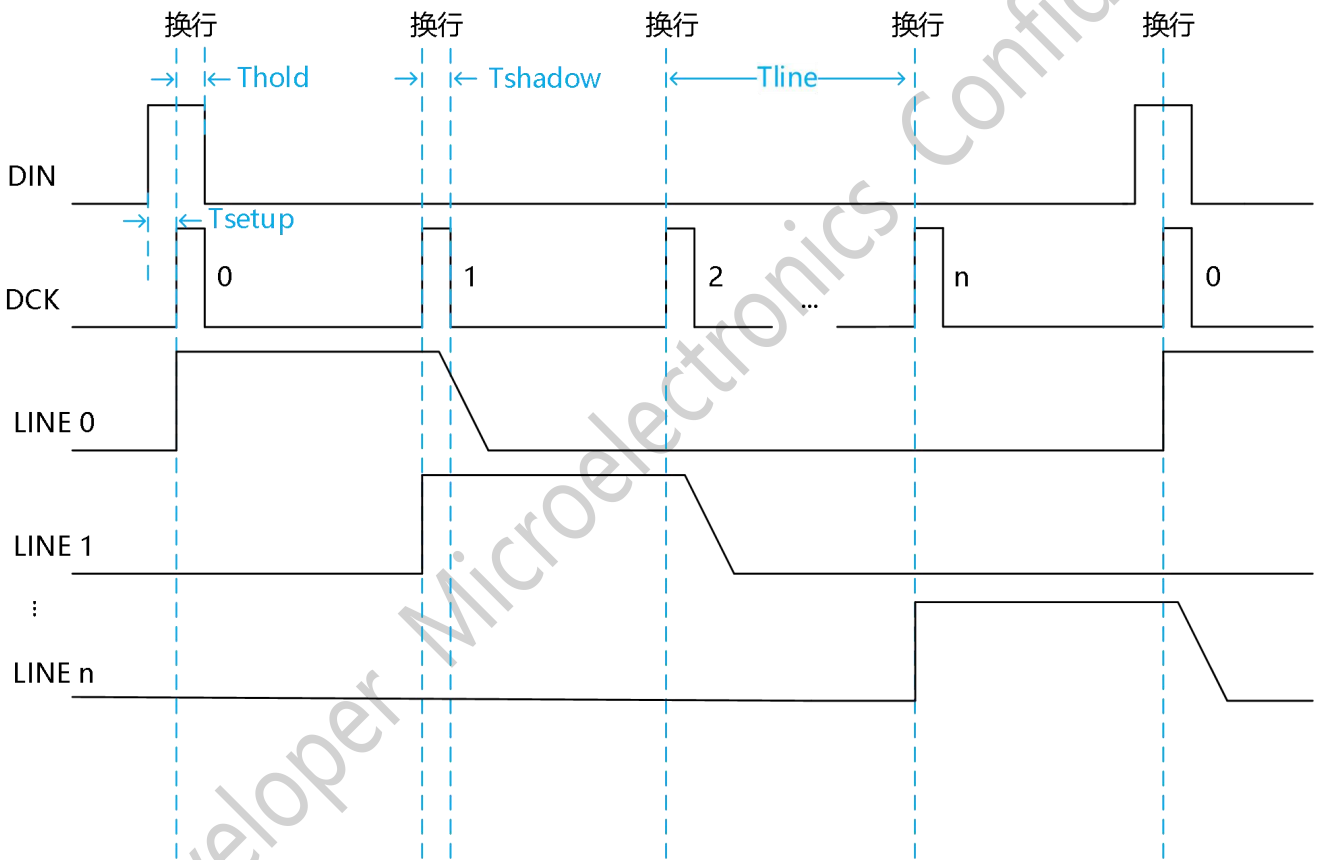 换行 换行 换行 换行 换行
Thold Tshadow Tline
DIN
Tsetup
0 1 2 n 0
DCK ...
LINE 0
LINE 1
...
LINE n
veloper Microelectronics Confid